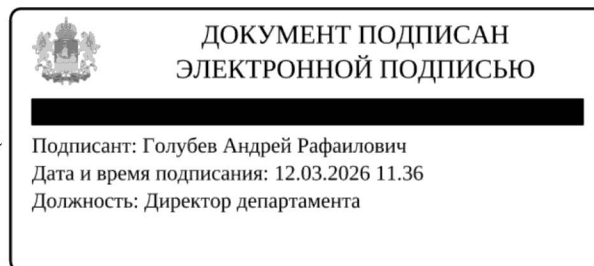 ДОКУМЕНТ ПОДПИСАН
ЭЛЕКТРОННОЙ ПОДПИСЬЮ
Подписант: Голубев Андрей Рафаилович
Дата и время подписания: 12.03.2026 11.36
Должность: Директор департамента